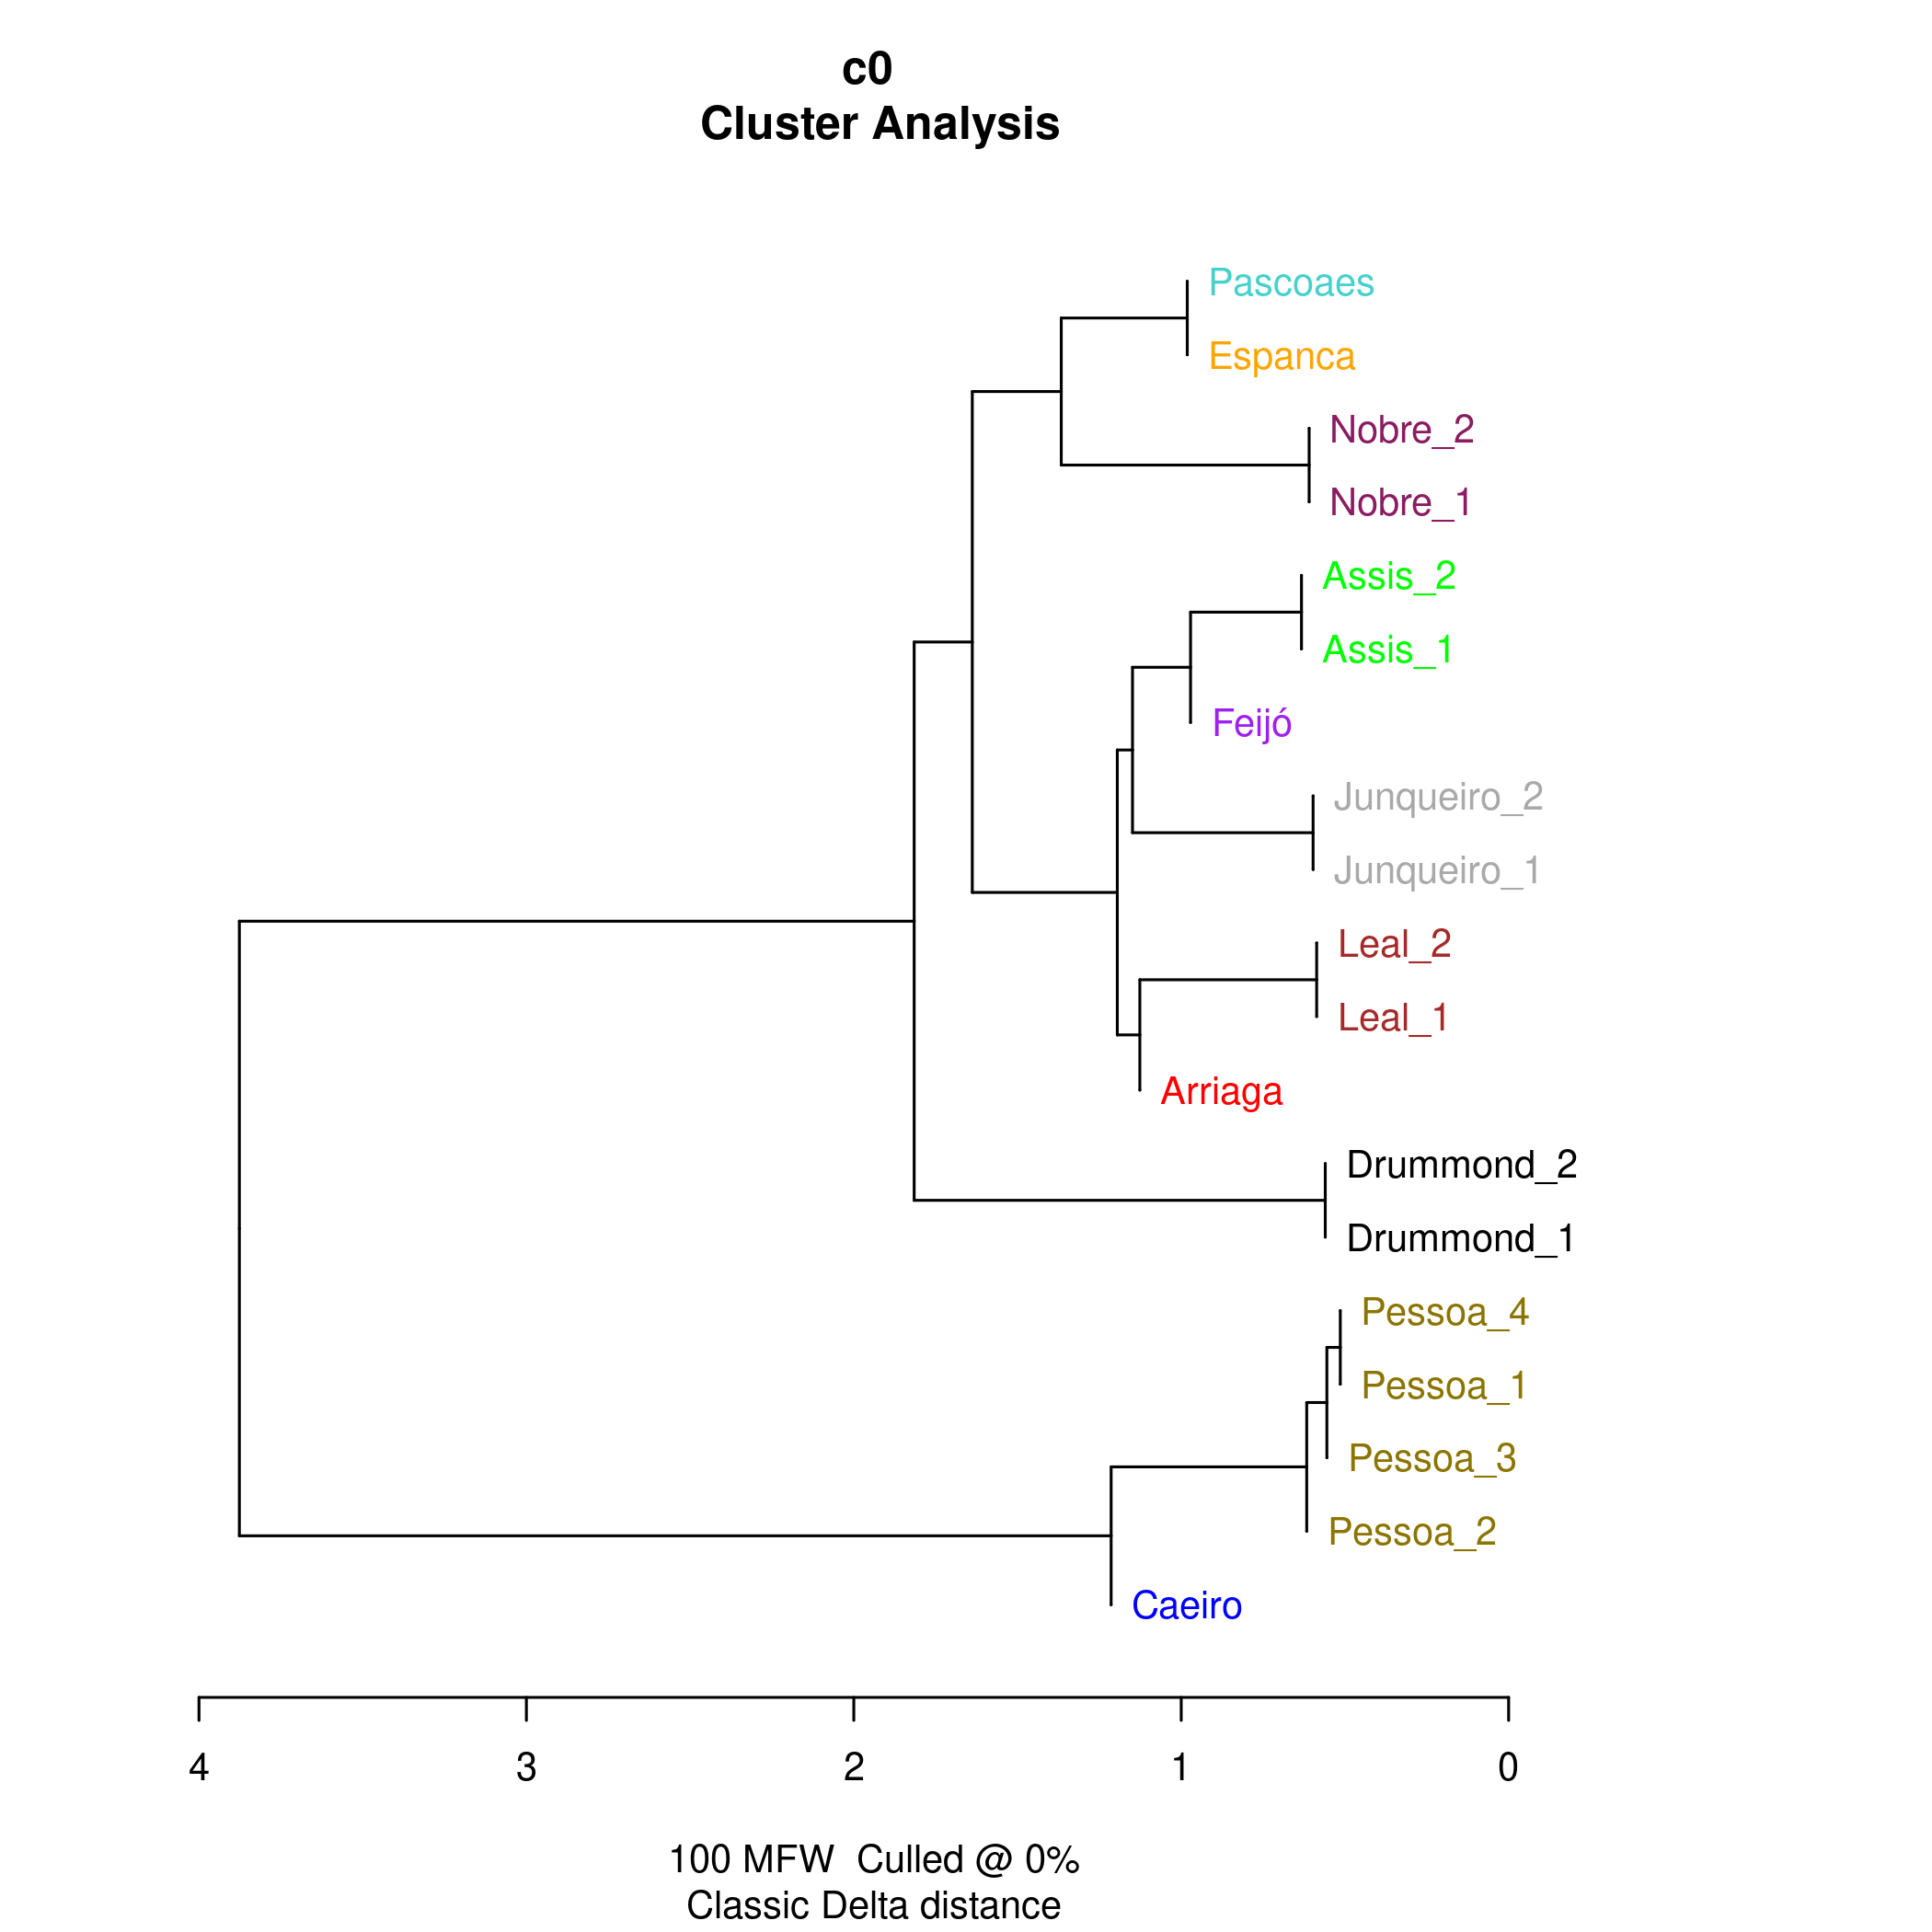 c0
Cluster Analysis
Pascoaes
Espanca
Nobre_2
Nobre_1
Assis_2
Assis_1
Feijó
Junqueiro_2
Junqueiro_1
Leal_2
Leal_1
Arriaga
Drummond_2
Drummond_1
Pessoa_4
Pessoa_1
Pessoa_3
Pessoa_2
Caeiro
4 3 2 1 0
100 MFW  Culled @ 0%
Classic Delta distance